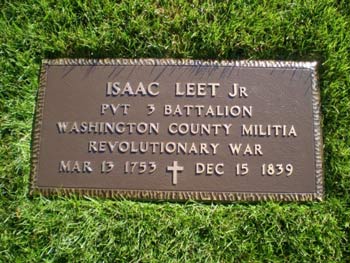 ISAAC LEET JR
PVT 3 BATTALION
WASHINGTON COUNTY MILITIA
REVOLUTIONARY WAR
MAR 13 1753 DEC 15 1839